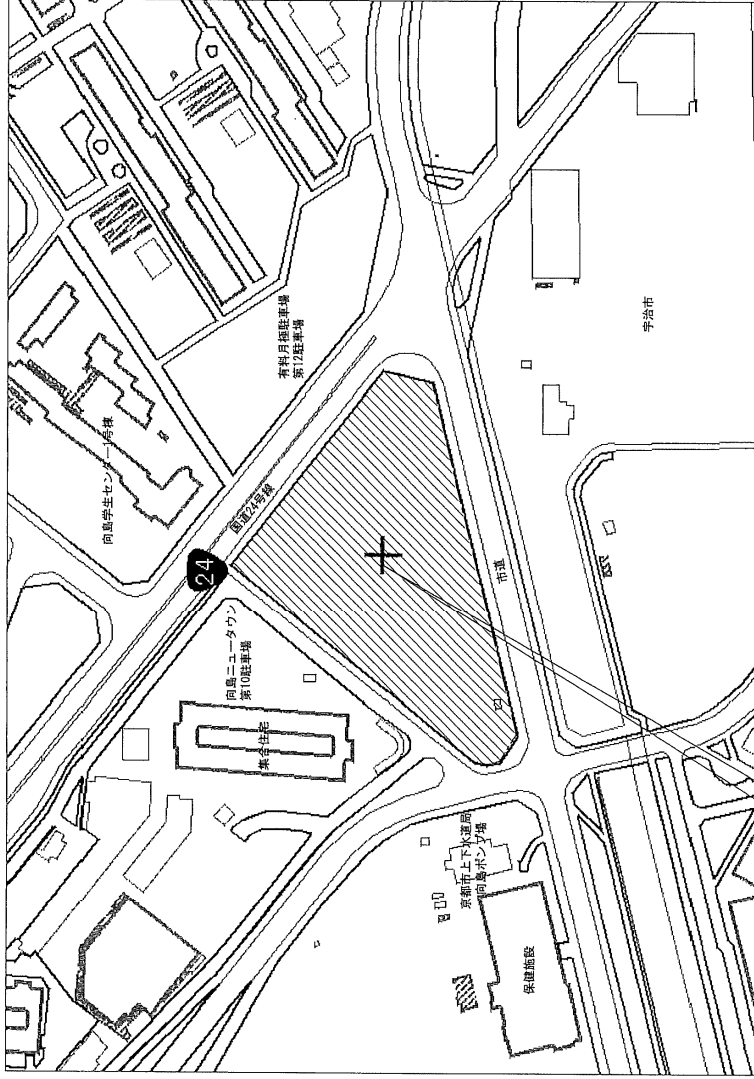 向島学生センター1号棟
有料月極駐車場
第12駐車場
国道24号線
24
向島ニュータウン
第10駐車場
集合住宅
市道
宇治市
京都市上下水道局
向島ポンプ場
保健施設